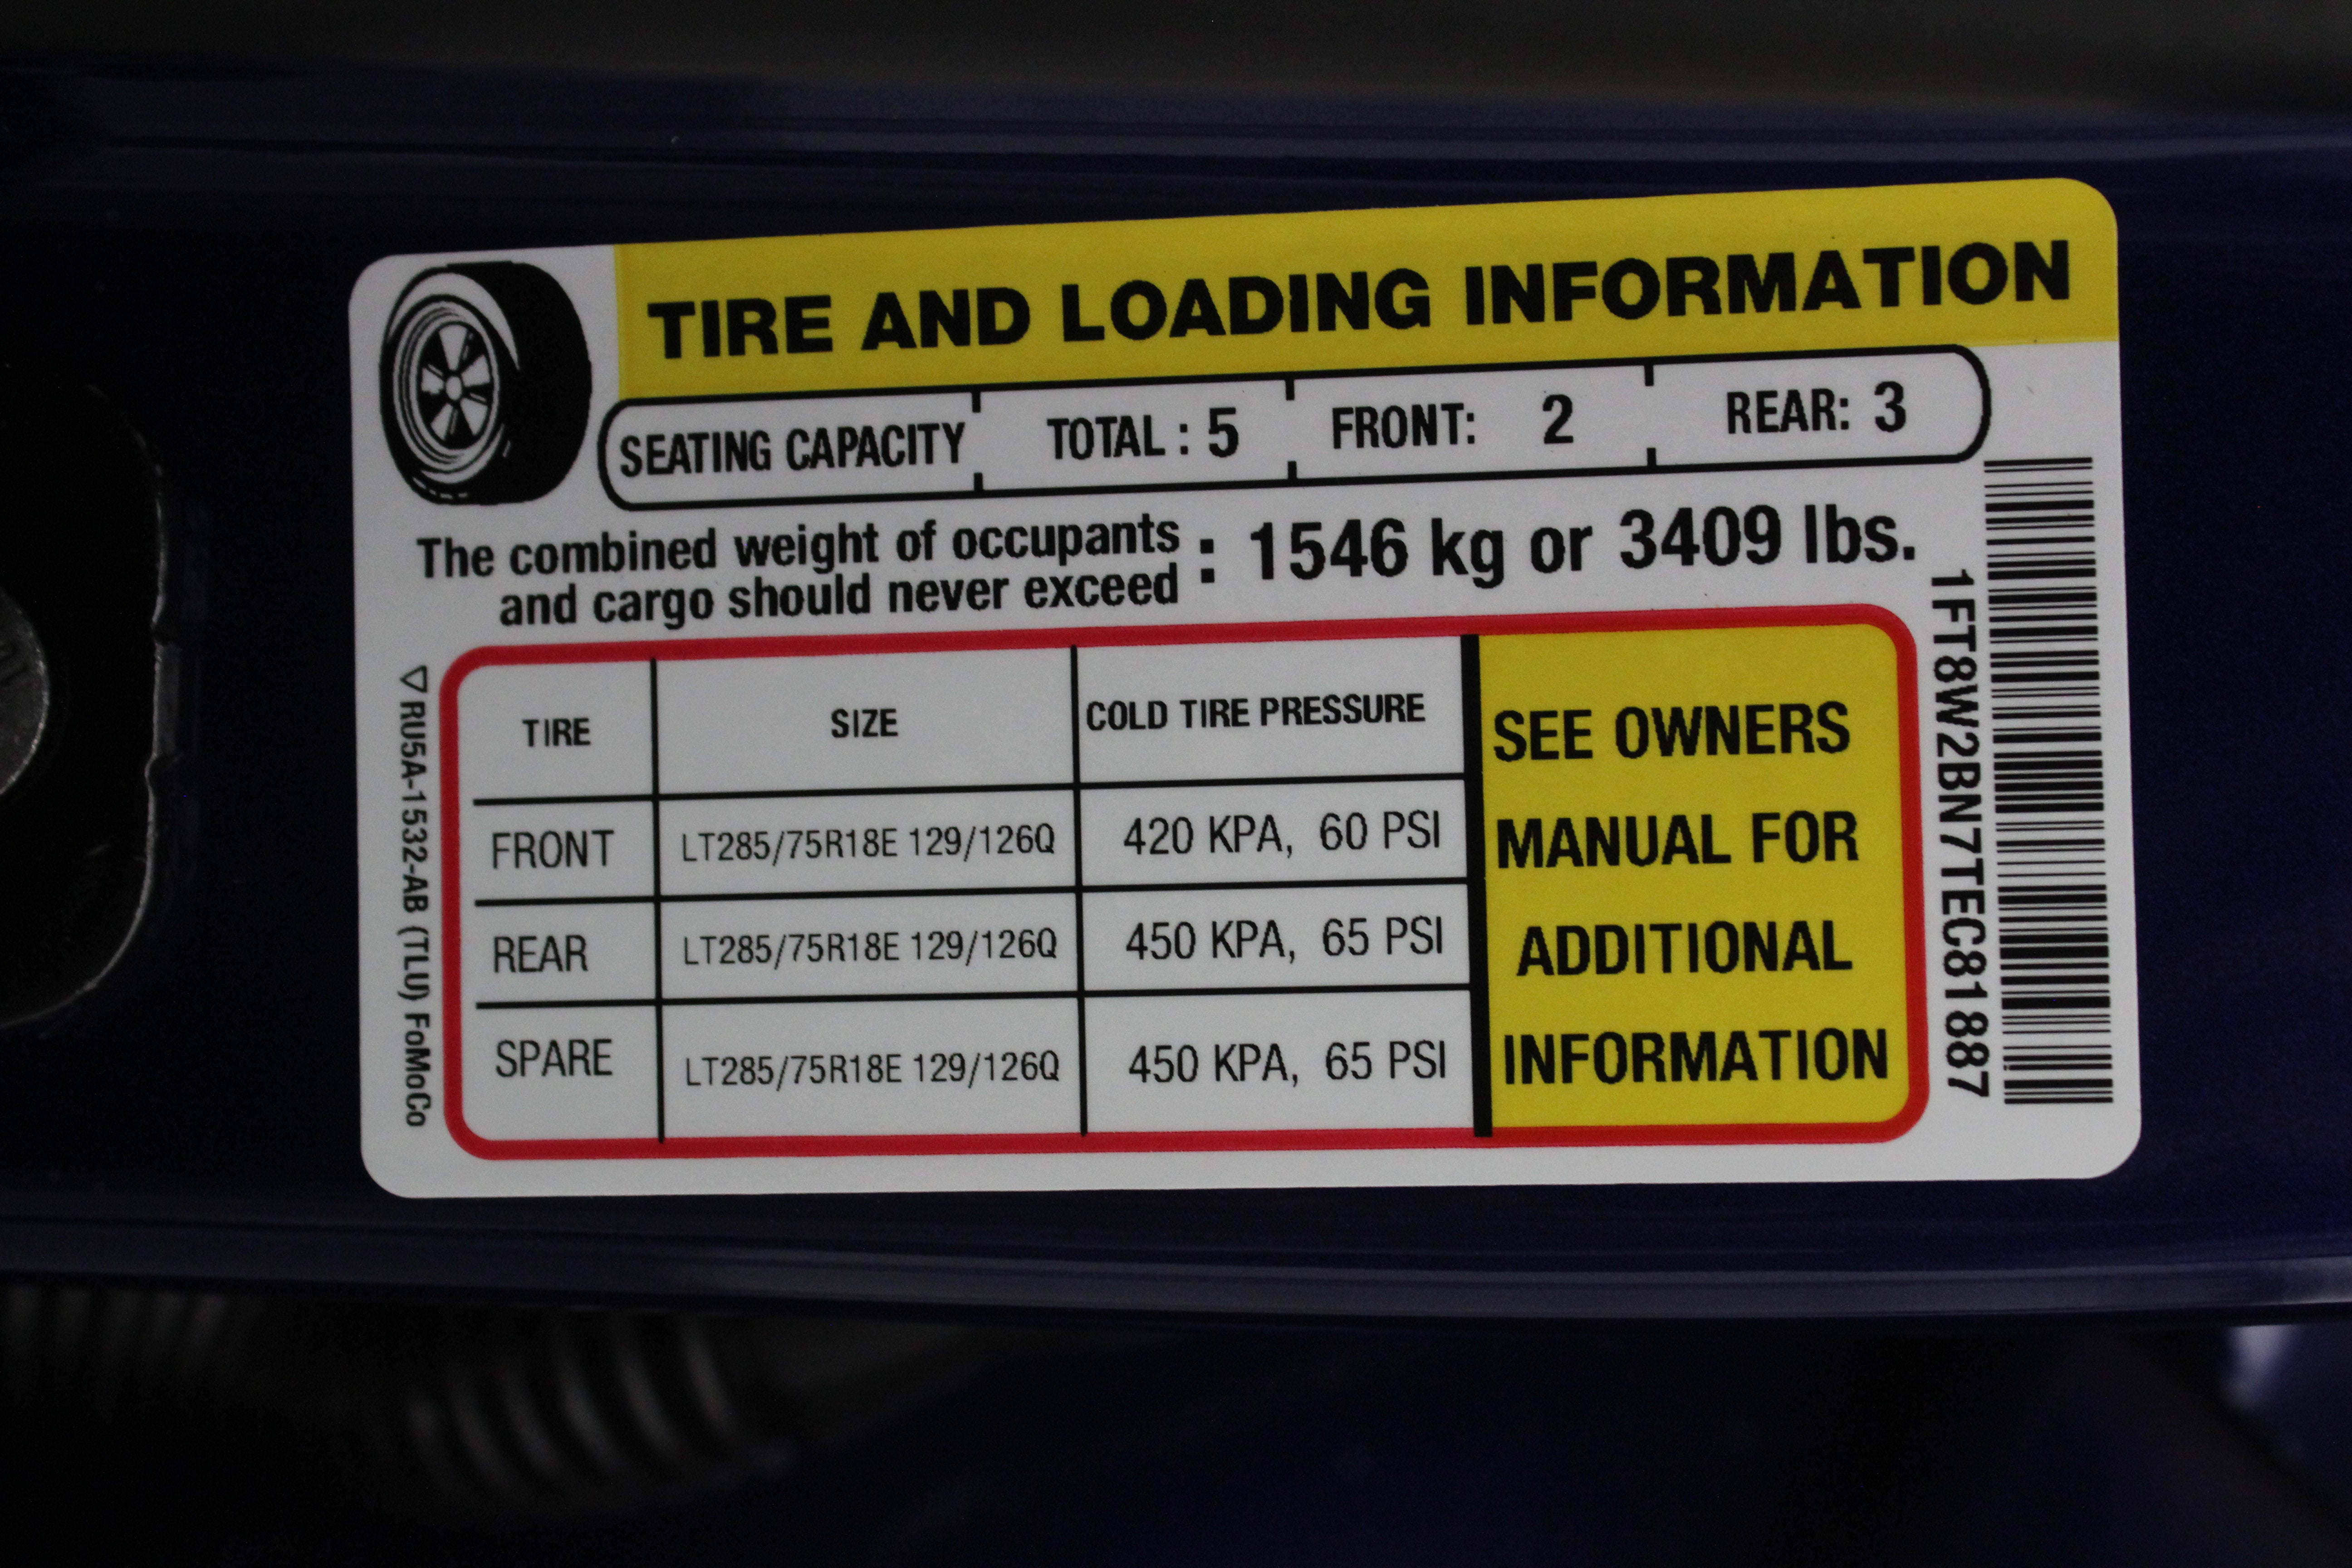 TIRE AND LOADING INFORMATION
SEATING CAPACITY TOTAL : 5 FRONT: 2 REAR: 3
The combined weight of occupants
and cargo should never exceed : 1546 kg or 3409 lbs.
TIRE SIZE COLD TIRE PRESSURE
FRONT LT285/75R18E 129/126Q 420 KPA, 60 PSI
REAR LT285/75R18E 129/126Q 450 KPA, 65 PSI
SPARE LT285/75R18E 129/126Q 450 KPA, 65 PSI
SEE OWNERS
MANUAL FOR
ADDITIONAL
INFORMATION
1FT8W2BN7TEC81887
RU5A-1532-AB (TLU) FoMoCo